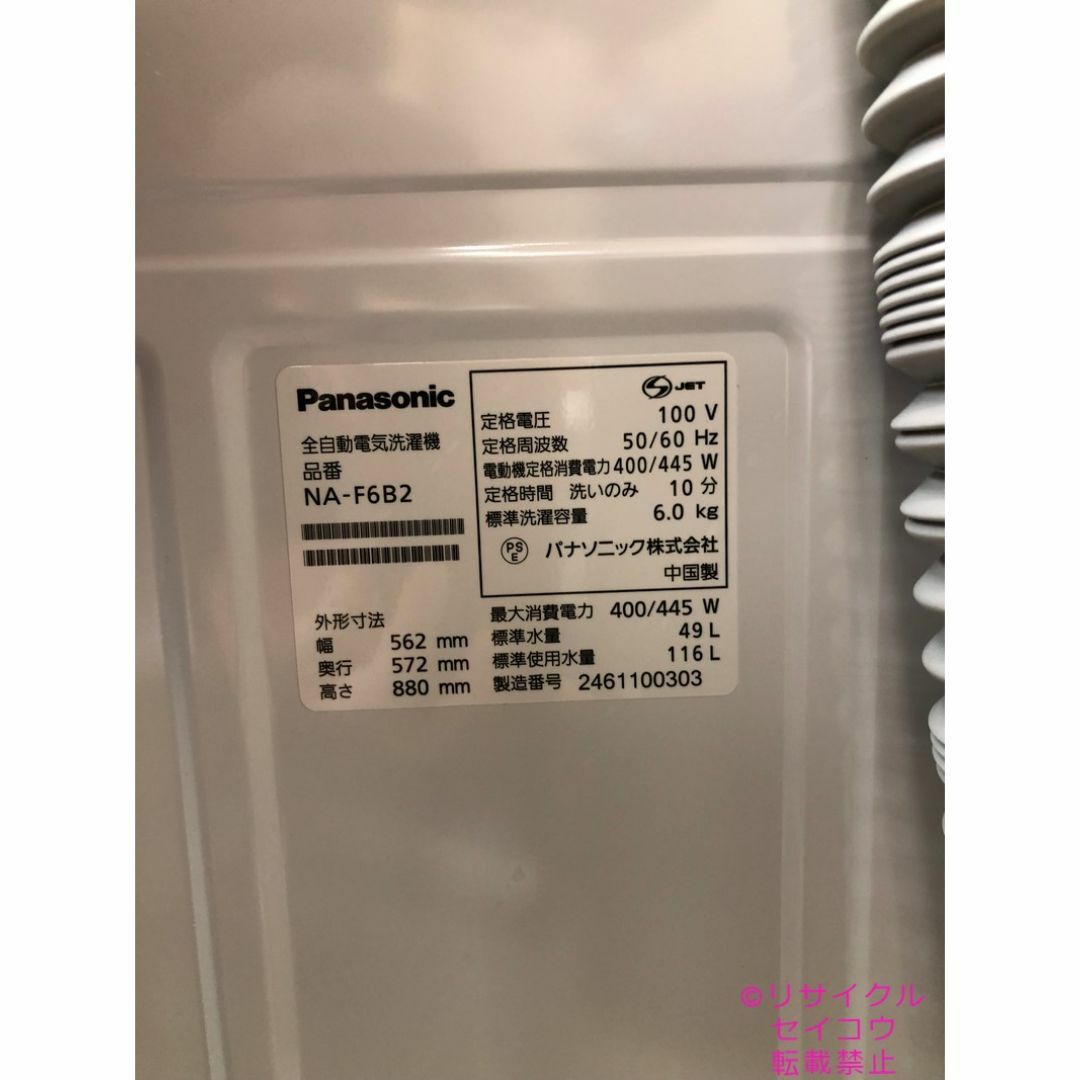 Panasonic
全自動電気洗濯機
品番
NA-F6B2
外形寸法
幅 562 mm
奥行 572 mm
高さ 880 mm
S JET
定格電圧 100 V
定格周波数 50/60 Hz
電動機定格消費電力 400/445 W
定格時間 洗いのみ 10 分
標準洗濯容量 6.0 kg
PS E パナソニック株式会社
中国製
最大消費電力 400/445 W
標準水量 49 L
標準使用水量 116 L
製造番号 2461100303
©リサイクル
セイコウ
転載禁止